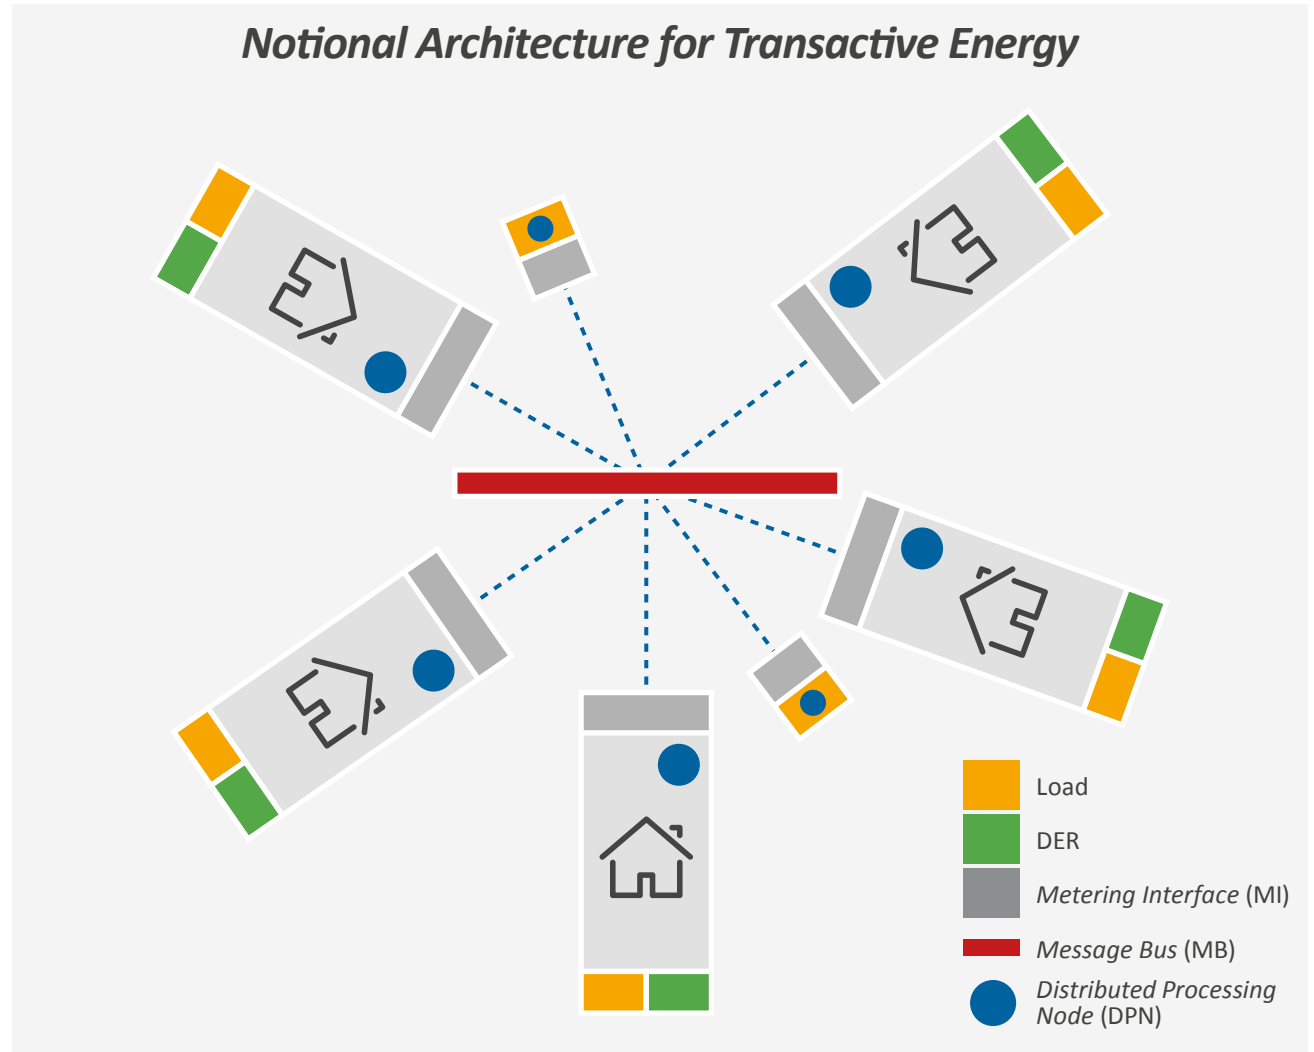 Notional Architecture for Transactive Energy
Load
DER
Metering Interface (MI)
Message Bus (MB)
Distributed Processing
Node (DPN)